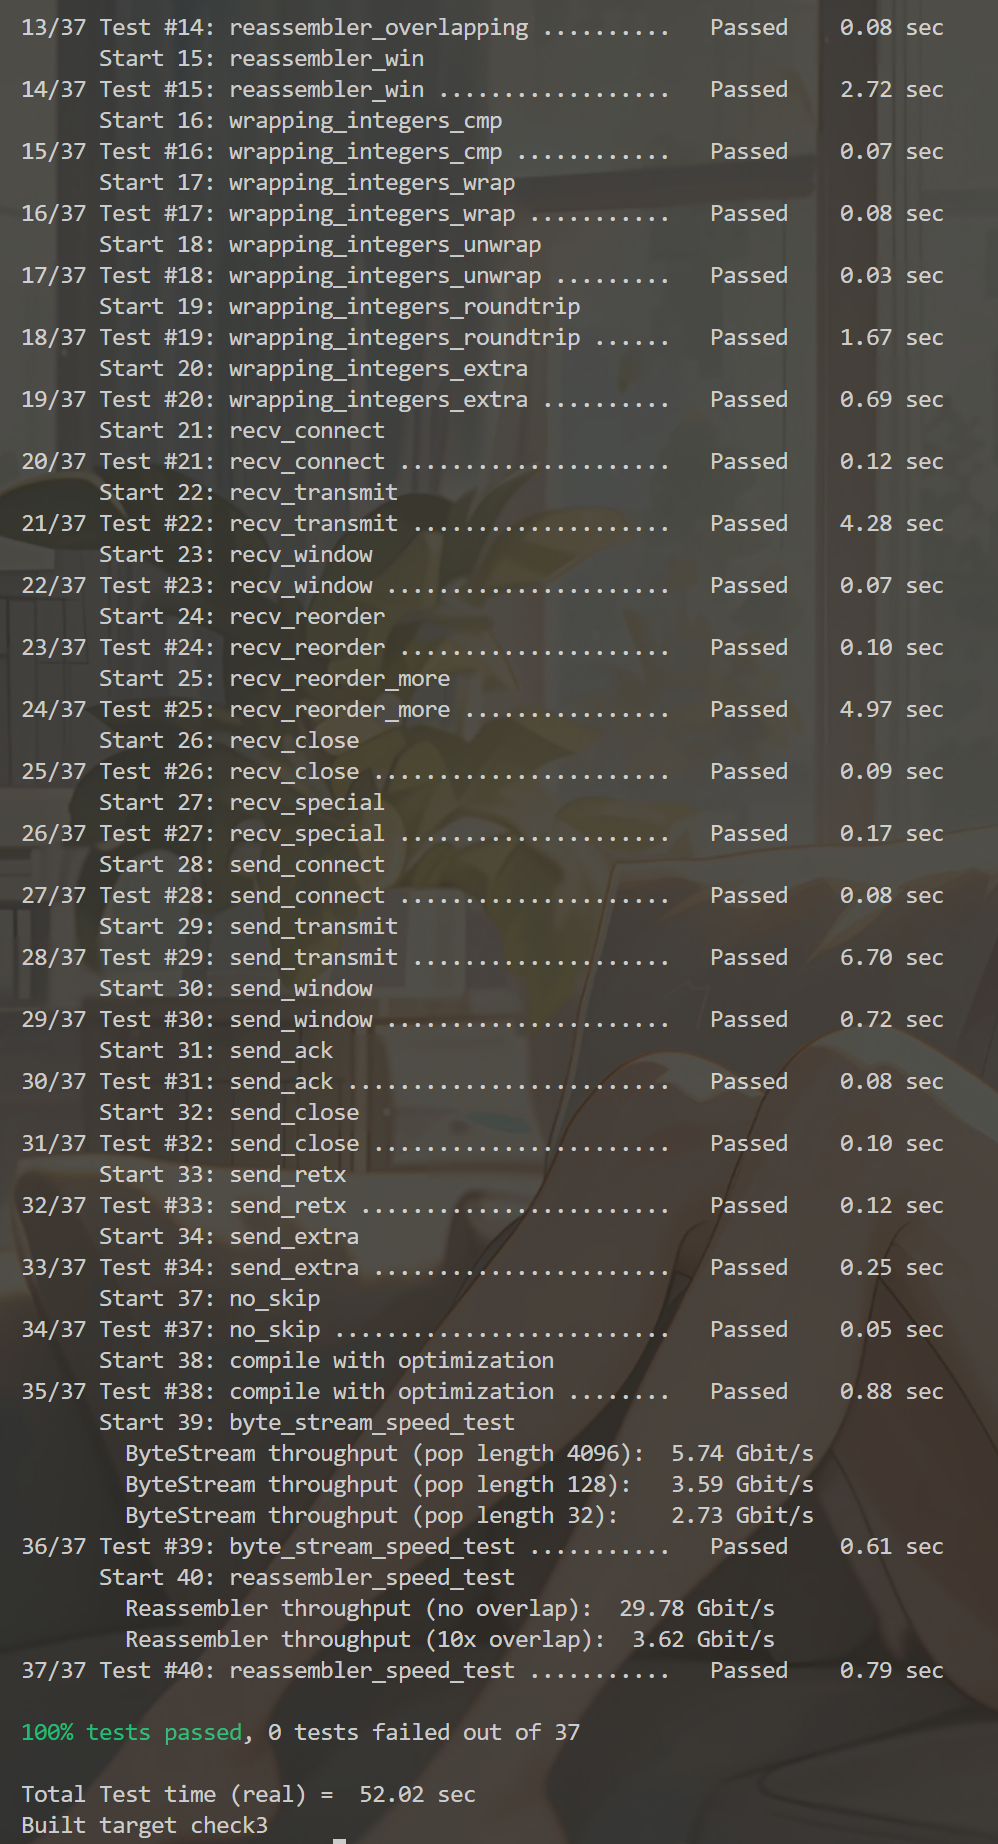 13/37 Test #14: reassembler_overlapping ..........   Passed    0.08 sec
      Start 15: reassembler_win
14/37 Test #15: reassembler_win ..................   Passed    2.72 sec
      Start 16: wrapping_integers_cmp
15/37 Test #16: wrapping_integers_cmp ............   Passed    0.07 sec
      Start 17: wrapping_integers_wrap
16/37 Test #17: wrapping_integers_wrap ...........   Passed    0.08 sec
      Start 18: wrapping_integers_unwrap
17/37 Test #18: wrapping_integers_unwrap .........   Passed    0.03 sec
      Start 19: wrapping_integers_roundtrip
18/37 Test #19: wrapping_integers_roundtrip ......   Passed    1.67 sec
      Start 20: wrapping_integers_extra
19/37 Test #20: wrapping_integers_extra ..........   Passed    0.69 sec
      Start 21: recv_connect
20/37 Test #21: recv_connect .....................   Passed    0.12 sec
      Start 22: recv_transmit
21/37 Test #22: recv_transmit ....................   Passed    4.28 sec
      Start 23: recv_window
22/37 Test #23: recv_window ......................   Passed    0.07 sec
      Start 24: recv_reorder
23/37 Test #24: recv_reorder .....................   Passed    0.10 sec
      Start 25: recv_reorder_more
24/37 Test #25: recv_reorder_more ................   Passed    4.97 sec
      Start 26: recv_close
25/37 Test #26: recv_close .......................   Passed    0.09 sec
      Start 27: recv_special
26/37 Test #27: recv_special .....................   Passed    0.17 sec
      Start 28: send_connect
27/37 Test #28: send_connect .....................   Passed    0.08 sec
      Start 29: send_transmit
28/37 Test #29: send_transmit ....................   Passed    6.70 sec
      Start 30: send_window
29/37 Test #30: send_window ......................   Passed    0.72 sec
      Start 31: send_ack
30/37 Test #31: send_ack .........................   Passed    0.08 sec
      Start 32: send_close
31/37 Test #32: send_close .......................   Passed    0.10 sec
      Start 33: send_retx
32/37 Test #33: send_retx ........................   Passed    0.12 sec
      Start 34: send_extra
33/37 Test #34: send_extra .......................   Passed    0.25 sec
      Start 37: no_skip
34/37 Test #37: no_skip ..........................   Passed    0.05 sec
      Start 38: compile with optimization
35/37 Test #38: compile with optimization ........   Passed    0.88 sec
      Start 39: byte_stream_speed_test
        ByteStream throughput (pop length 4096):  5.74 Gbit/s
        ByteStream throughput (pop length 128):   3.59 Gbit/s
        ByteStream throughput (pop length 32):    2.73 Gbit/s
36/37 Test #39: byte_stream_speed_test ...........   Passed    0.61 sec
      Start 40: reassembler_speed_test
        Reassembler throughput (no overlap):  29.78 Gbit/s
        Reassembler throughput (10x overlap):  3.62 Gbit/s
37/37 Test #40: reassembler_speed_test ...........   Passed    0.79 sec

100% tests passed, 0 tests failed out of 37

Total Test time (real) =  52.02 sec
Built target check3